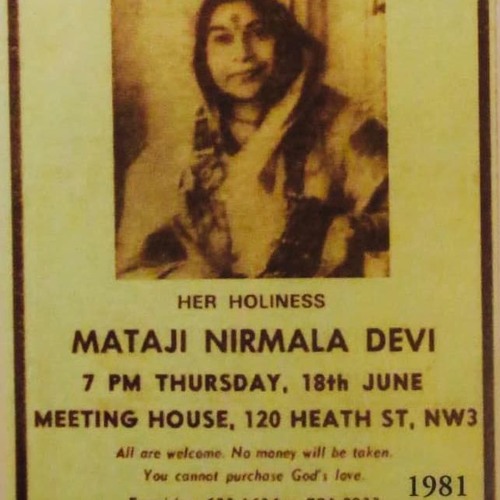 HER HOLINESS
MATAJI NIRMALA DEVI
7 PM THURSDAY, 18th JUNE
MEETING HOUSE, 120 HEATH ST, NW3
All are welcome. No money will be taken.
You cannot purchase God's love.
1981